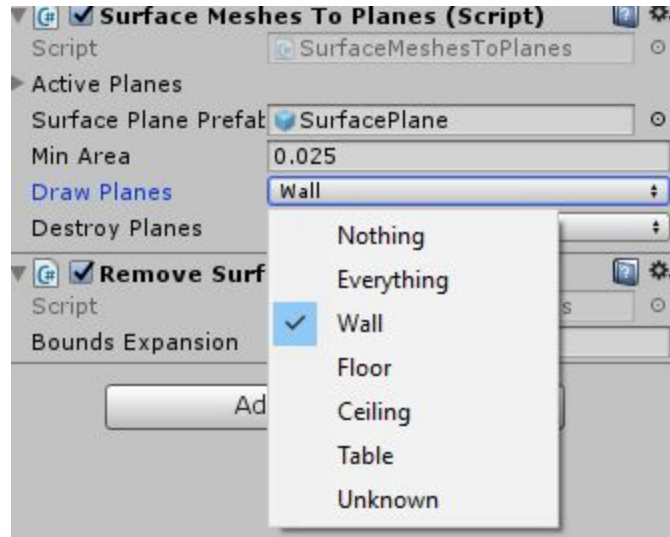 Surface Meshes To Planes (Script)
Script SurfaceMeshesToPlanes
Active Planes
Surface Plane Prefab SurfacePlane
Min Area 0.025
Draw Planes Wall
Destroy Planes
Nothing
Remove Surf
Everything
Script s
Wall
Bounds Expansion
Floor
Ad
Ceiling
Table
Unknown